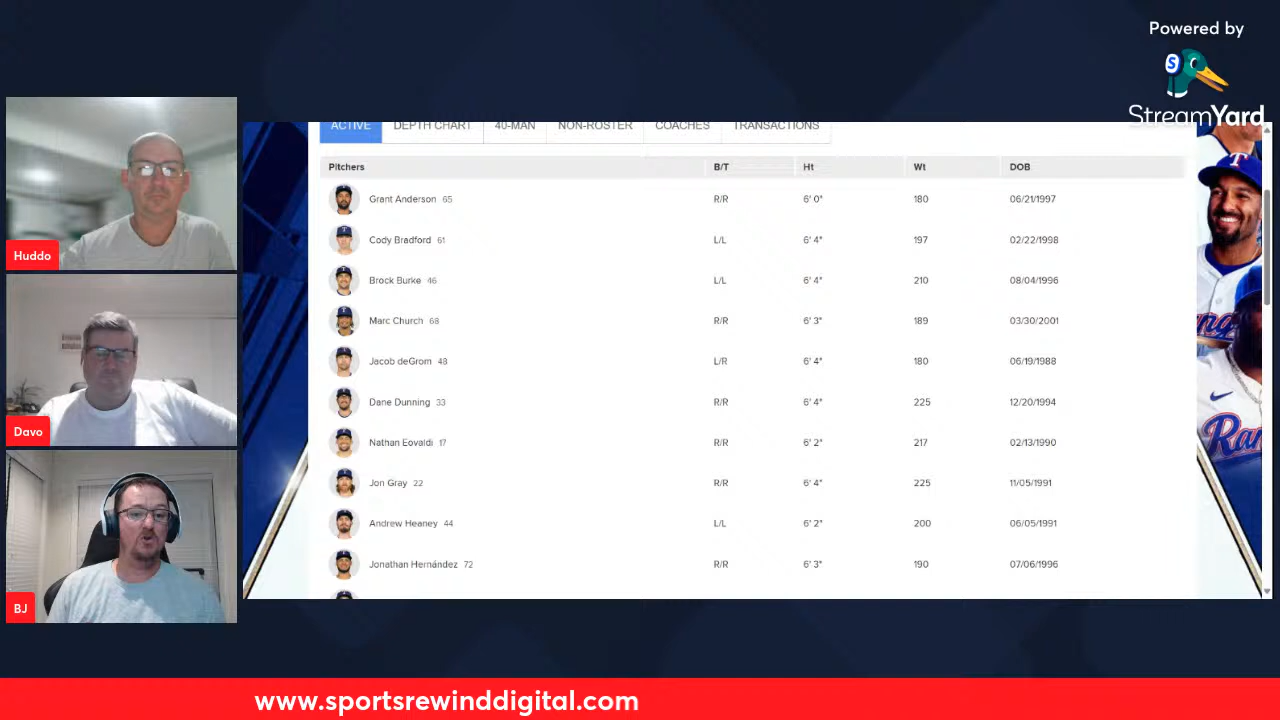 Powered by
S
StreamYard
ACTIVE DEPTH CHART 40-MAN NON-ROSTER COACHES TRANSACTIONS
Pitchers B/T Ht Wt DOB
Grant Anderson 65 R/R 6' 0" 180 06/21/1997
Cody Bradford 61 L/L 6' 4" 197 02/22/1998
Brock Burke 46 L/L 6' 4" 210 08/04/1996
Marc Church 68 R/R 6' 3" 189 03/30/2001
Jacob deGrom 48 L/R 6' 4" 180 06/19/1988
Dane Dunning 33 R/R 6' 4" 225 12/20/1994
Nathan Eovaldi 17 R/R 6' 2" 217 02/13/1990
Jon Gray 22 R/R 6' 4" 225 11/05/1991
Andrew Heaney 44 L/L 6' 2" 200 06/05/1991
Jonathan Hernández 72 R/R 6' 3" 190 07/06/1996
T
Ran
Huddo
Davo
BJ
www.sportsrewinddigital.com